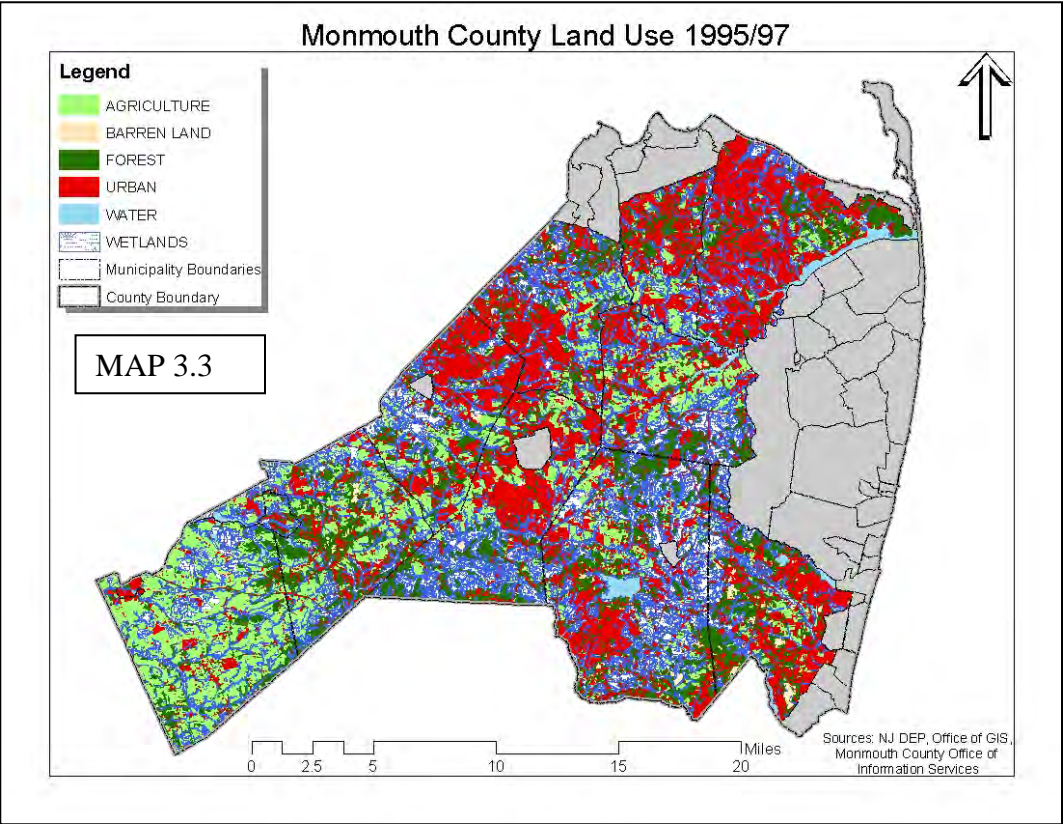 Monmouth County Land Use 1995/97
Legend
AGRICULTURE
BARREN LAND
FOREST
URBAN
WATER
WETLANDS
Municipality Boundaries
County Boundary
MAP 3.3
Miles
0 2.5 5 10 15 20
Sources: NJ DEP, Office of GIS,
Monmouth County Office of
Information Services